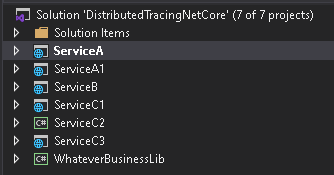 Solution 'DistributedTracingNetCore' (7 of 7 projects)
Solution Items
ServiceA
ServiceA1
ServiceB
ServiceC1
C# ServiceC2
ServiceC3
C# WhateverBusinessLib